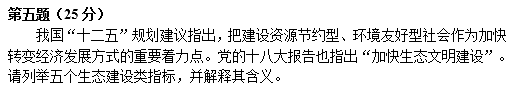 第五题（25 分）
我国“十二五”规划建议指出，把建设资源节约型、环境友好型社会作为加快
转变经济发展方式的重要着力点。党的十八大报告也指出“加快生态文明建设”。
请列举五个生态建设类指标，并解释其含义。